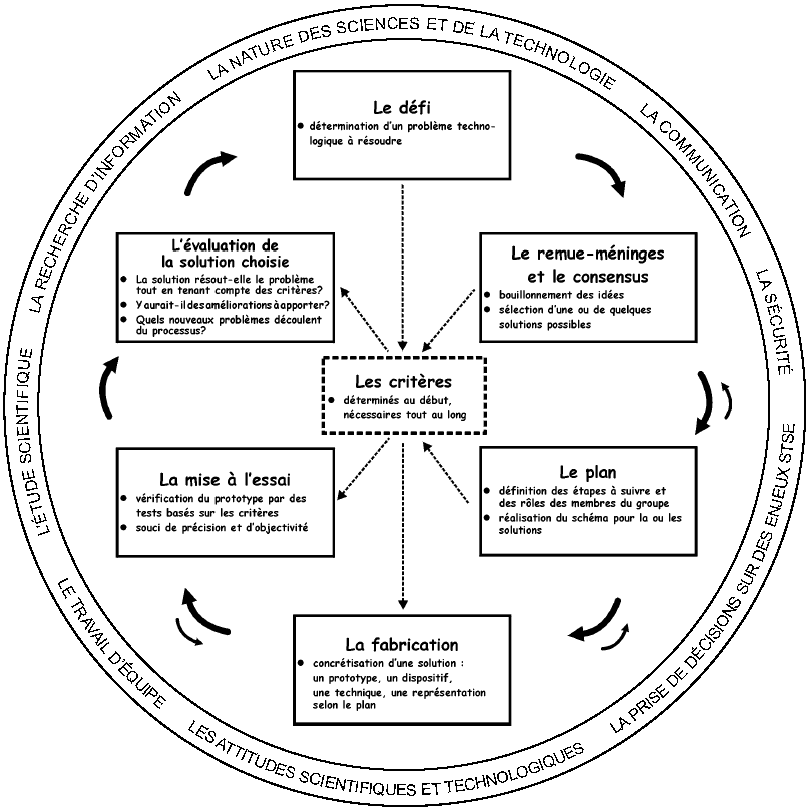 LA NATURE DES SCIENCES ET DE LA TECHNOLOGIE
LA COMMUNICATION
LA SÉCURITÉ
LA PRISE DE DÉCISIONS SUR DES ENJEUX STSE
LES ATTITUDES SCIENTIFIQUES ET TECHNOLOGIQUES
LE TRAVAIL D'ÉQUIPE
L'ÉTUDE SCIENTIFIQUE
LA RECHERCHE D'INFORMATION
Le défi
● détermination d'un problème techno-
logique à résoudre
Le remue-méninges
et le consensus
● bouillonnement des idées
● sélection d'une ou de quelques
solutions possibles
Le plan
● définition des étapes à suivre et
des rôles des membres du groupe
● réalisation du schéma pour la ou les
solutions
La fabrication
● concrétisation d'une solution :
un prototype, un dispositif,
une technique, une représentation
selon le plan
La mise à l'essai
● vérification du prototype par des
tests basés sur les critères
● souci de précision et d'objectivité
L'évaluation de
la solution choisie
● La solution résout-elle le problème
tout en tenant compte des critères?
● Y aurait-il des améliorations à apporter?
● Quels nouveaux problèmes découlent
du processus?
Les critères
● déterminés au début,
nécessaires tout au long